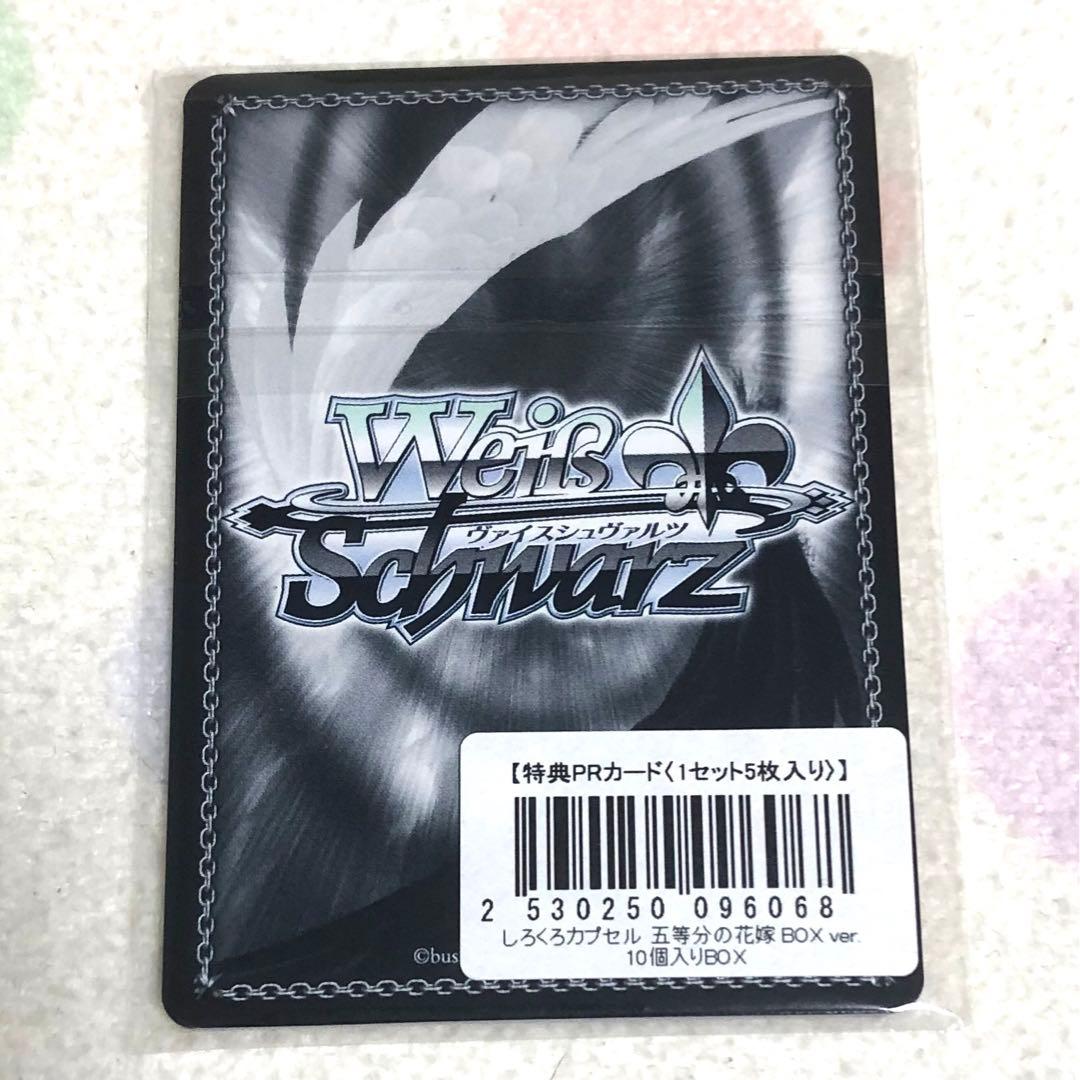 Weiß
ヴァイスシュヴァルツ
Schwarz
【特典PRカード〈1セット5枚入り〉】
2 530250 096068
しろくろカプセル 五等分の花嫁 BOX ver.
10個入りBOX
©bus